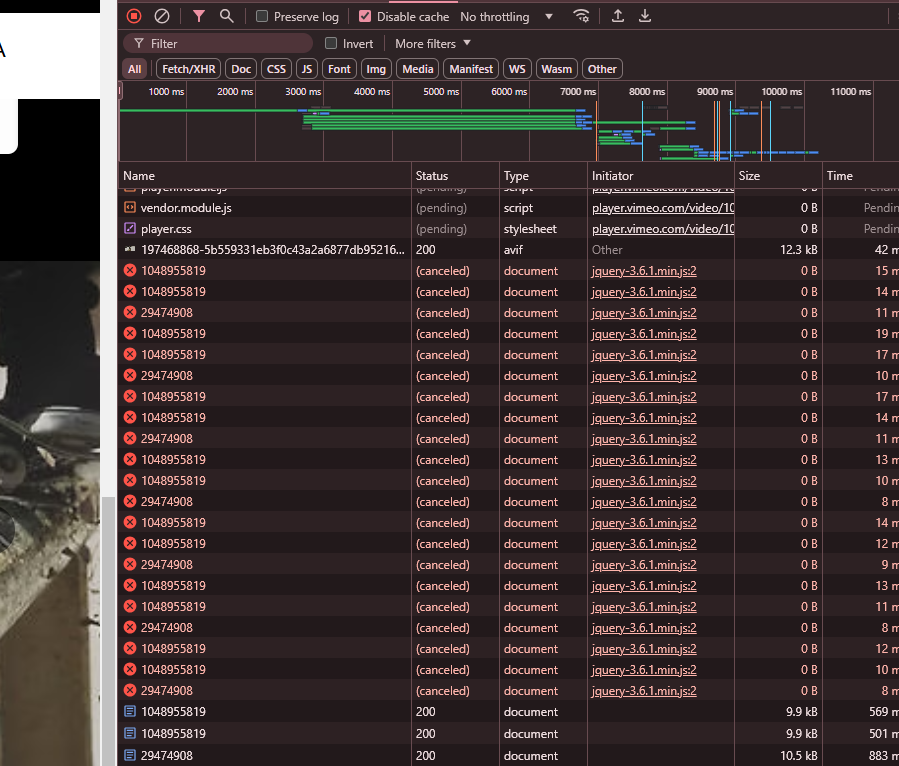 A
Preserve log Disable cache No throttling
Filter Invert More filters
All Fetch/XHR Doc CSS JS Font Img Media Manifest WS Wasm Other
1000 ms 2000 ms 3000 ms 4000 ms 5000 ms 6000 ms 7000 ms 8000 ms 9000 ms 10000 ms 11000 ms
Name Status Type Initiator Size Time
player.module.js (pending) script player.vimeo.com/video/10 0 B Pendin
vendor.module.js (pending) script player.vimeo.com/video/10 0 B Pendin
player.css (pending) stylesheet player.vimeo.com/video/10 0 B Pendin
197468868-5b559331eb3f0c43a2a6877db95216... 200 avif Other 12.3 kB 42 m
1048955819 (canceled) document jquery-3.6.1.min.js:2 0 B 15 m
1048955819 (canceled) document jquery-3.6.1.min.js:2 0 B 14 m
29474908 (canceled) document jquery-3.6.1.min.js:2 0 B 11 m
1048955819 (canceled) document jquery-3.6.1.min.js:2 0 B 19 m
1048955819 (canceled) document jquery-3.6.1.min.js:2 0 B 17 m
29474908 (canceled) document jquery-3.6.1.min.js:2 0 B 10 m
1048955819 (canceled) document jquery-3.6.1.min.js:2 0 B 17 m
1048955819 (canceled) document jquery-3.6.1.min.js:2 0 B 14 m
29474908 (canceled) document jquery-3.6.1.min.js:2 0 B 11 m
1048955819 (canceled) document jquery-3.6.1.min.js:2 0 B 13 m
1048955819 (canceled) document jquery-3.6.1.min.js:2 0 B 10 m
29474908 (canceled) document jquery-3.6.1.min.js:2 0 B 8 m
1048955819 (canceled) document jquery-3.6.1.min.js:2 0 B 14 m
1048955819 (canceled) document jquery-3.6.1.min.js:2 0 B 12 m
29474908 (canceled) document jquery-3.6.1.min.js:2 0 B 9 m
1048955819 (canceled) document jquery-3.6.1.min.js:2 0 B 13 m
1048955819 (canceled) document jquery-3.6.1.min.js:2 0 B 11 m
29474908 (canceled) document jquery-3.6.1.min.js:2 0 B 8 m
1048955819 (canceled) document jquery-3.6.1.min.js:2 0 B 12 m
1048955819 (canceled) document jquery-3.6.1.min.js:2 0 B 10 m
29474908 (canceled) document jquery-3.6.1.min.js:2 0 B 8 m
1048955819 200 document 9.9 kB 569 m
1048955819 200 document 9.9 kB 501 m
29474908 200 document 10.5 kB 883 m